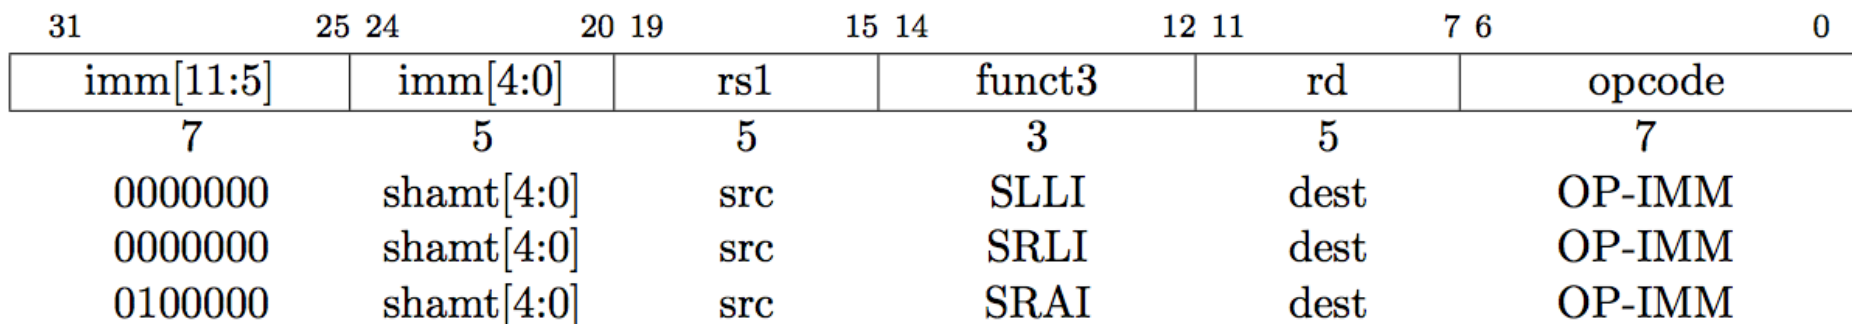 31 25 24 20 19 15 14 12 11 7 6 0
imm[11:5] imm[4:0] rs1 funct3 rd opcode
7 5 5 3 5 7
0000000 shamt[4:0] src SLLI dest OP-IMM
0000000 shamt[4:0] src SRLI dest OP-IMM
0100000 shamt[4:0] src SRAI dest OP-IMM